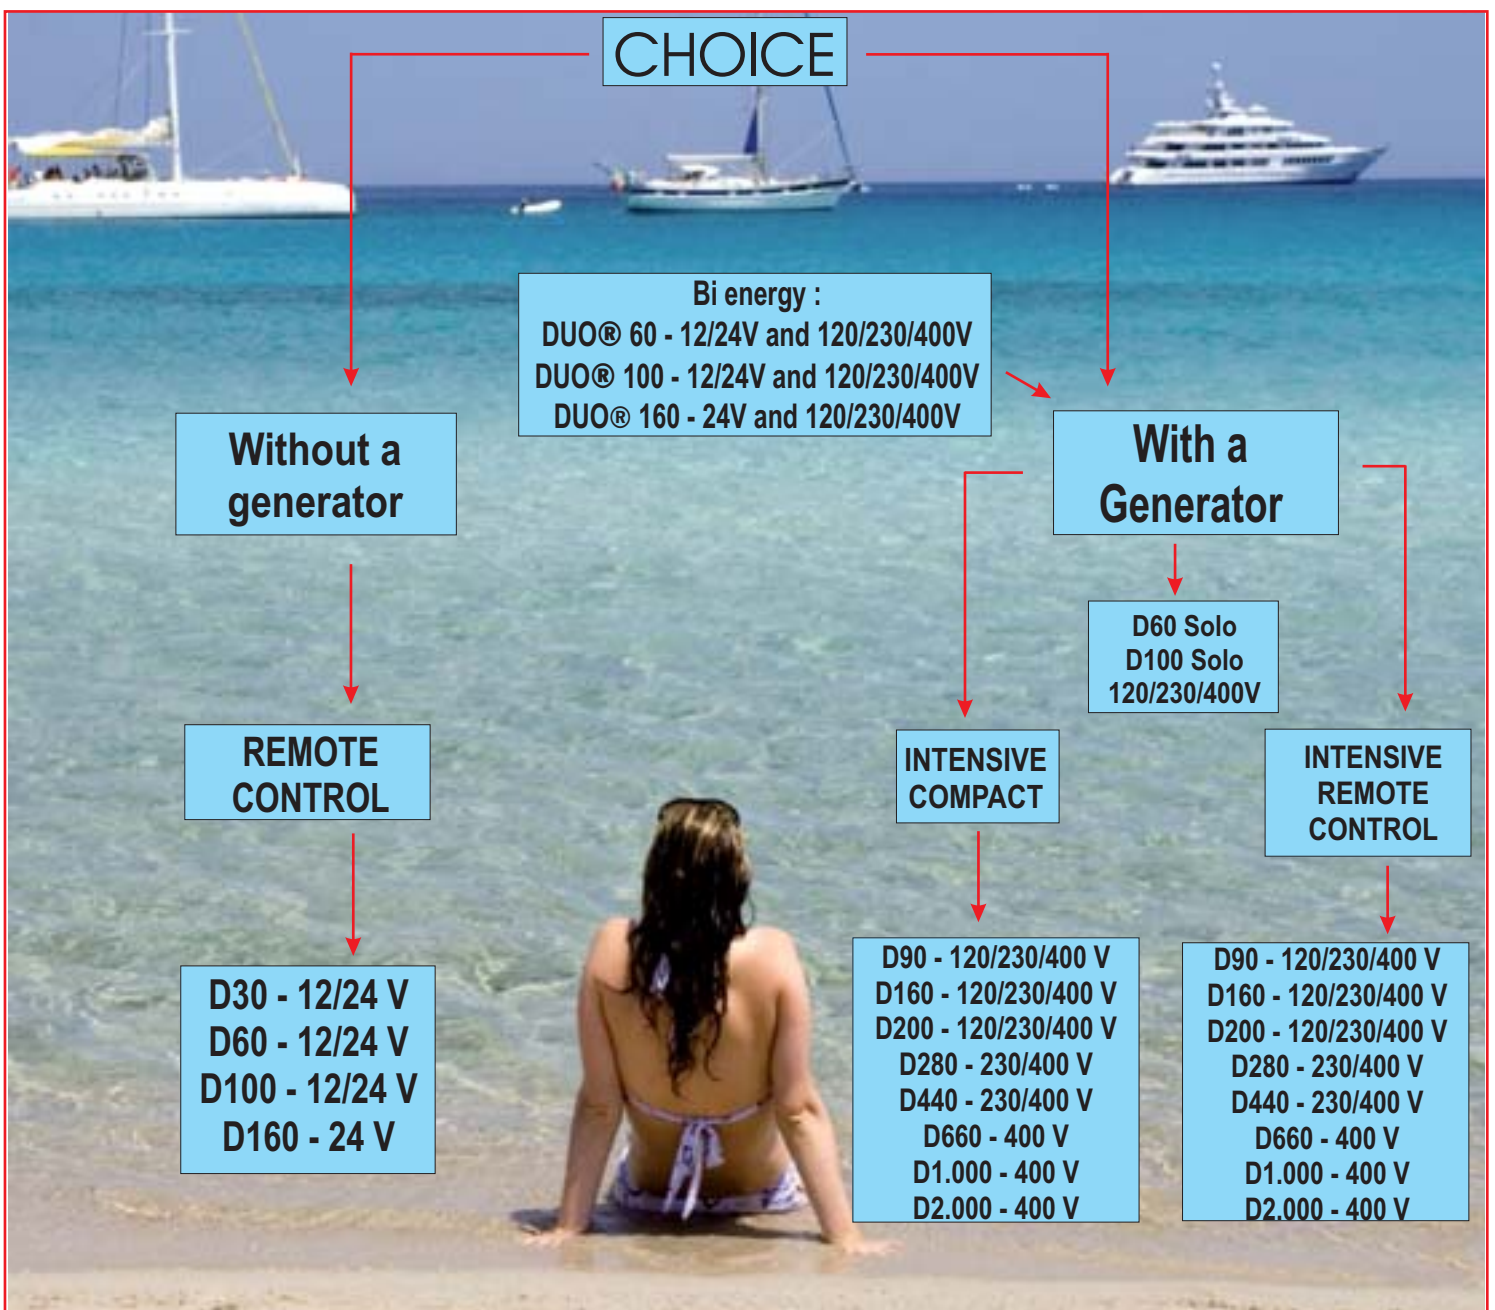 CHOICE
Bi energy :
DUO® 60 - 12/24V and 120/230/400V
DUO® 100 - 12/24V and 120/230/400V
DUO® 160 - 24V and 120/230/400V
Without a
generator
With a
Generator
D60 Solo
D100 Solo
120/230/400V
REMOTE
CONTROL
INTENSIVE
COMPACT
INTENSIVE
REMOTE
CONTROL
D30 - 12/24 V
D60 - 12/24 V
D100 - 12/24 V
D160 - 24 V
D90 - 120/230/400 V
D160 - 120/230/400 V
D200 - 120/230/400 V
D280 - 230/400 V
D440 - 230/400 V
D660 - 400 V
D1.000 - 400 V
D2.000 - 400 V
D90 - 120/230/400 V
D160 - 120/230/400 V
D200 - 120/230/400 V
D280 - 230/400 V
D440 - 230/400 V
D660 - 400 V
D1.000 - 400 V
D2.000 - 400 V